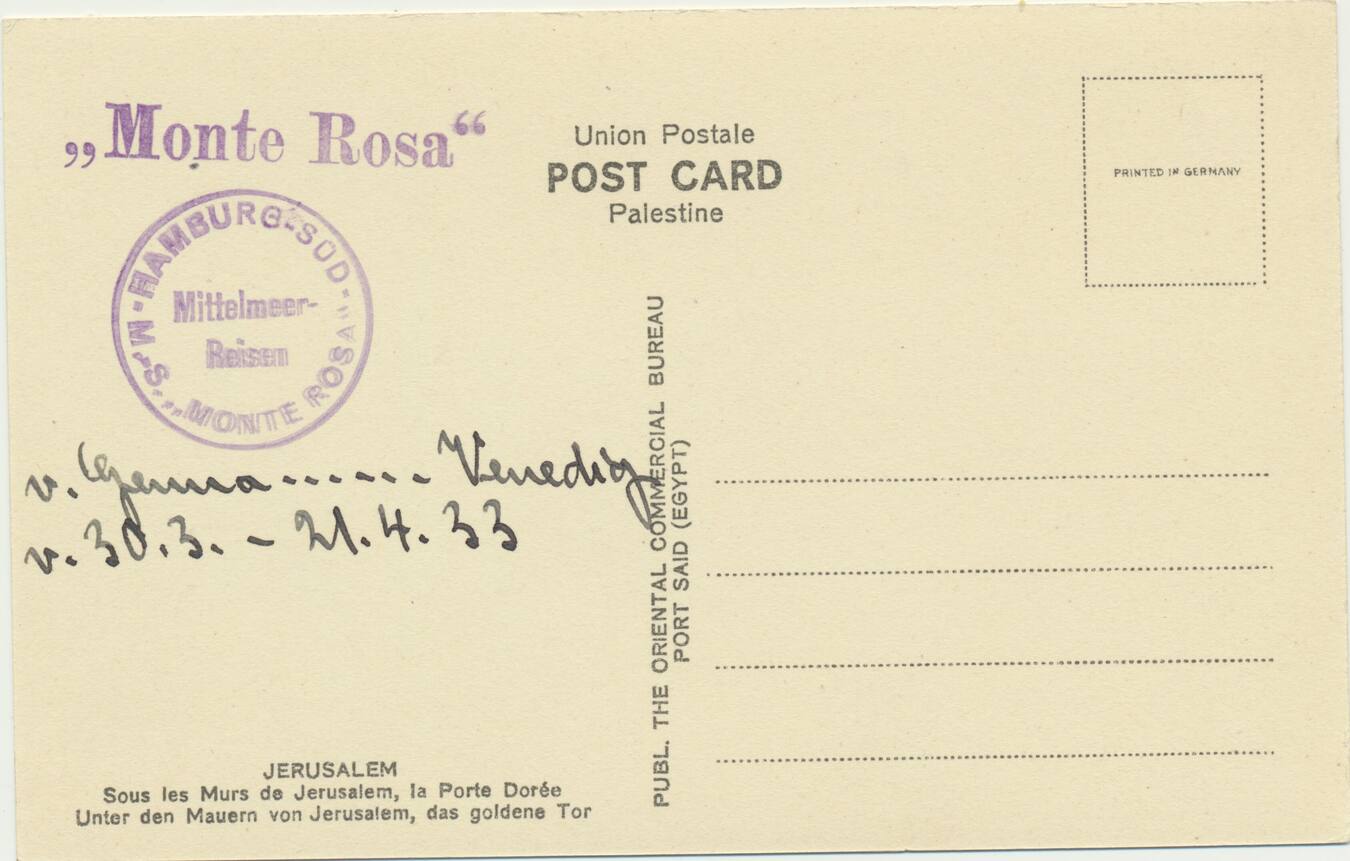 „Monte Rosa“
HAMBURG-SÜD
M.S. „MONTE ROSA“
Mittelmeer-
Reisen
v. Genua ...... Venedig
v. 30.3. – 21.4.33
JERUSALEM
Sous les Murs de Jerusalem, la Porte Dorée
Unter den Mauern von Jerusalem, das goldene Tor
Union Postale
POST CARD
Palestine
PUBL. THE ORIENTAL COMMERCIAL BUREAU
PORT SAID (EGYPT)
PRINTED IN GERMANY